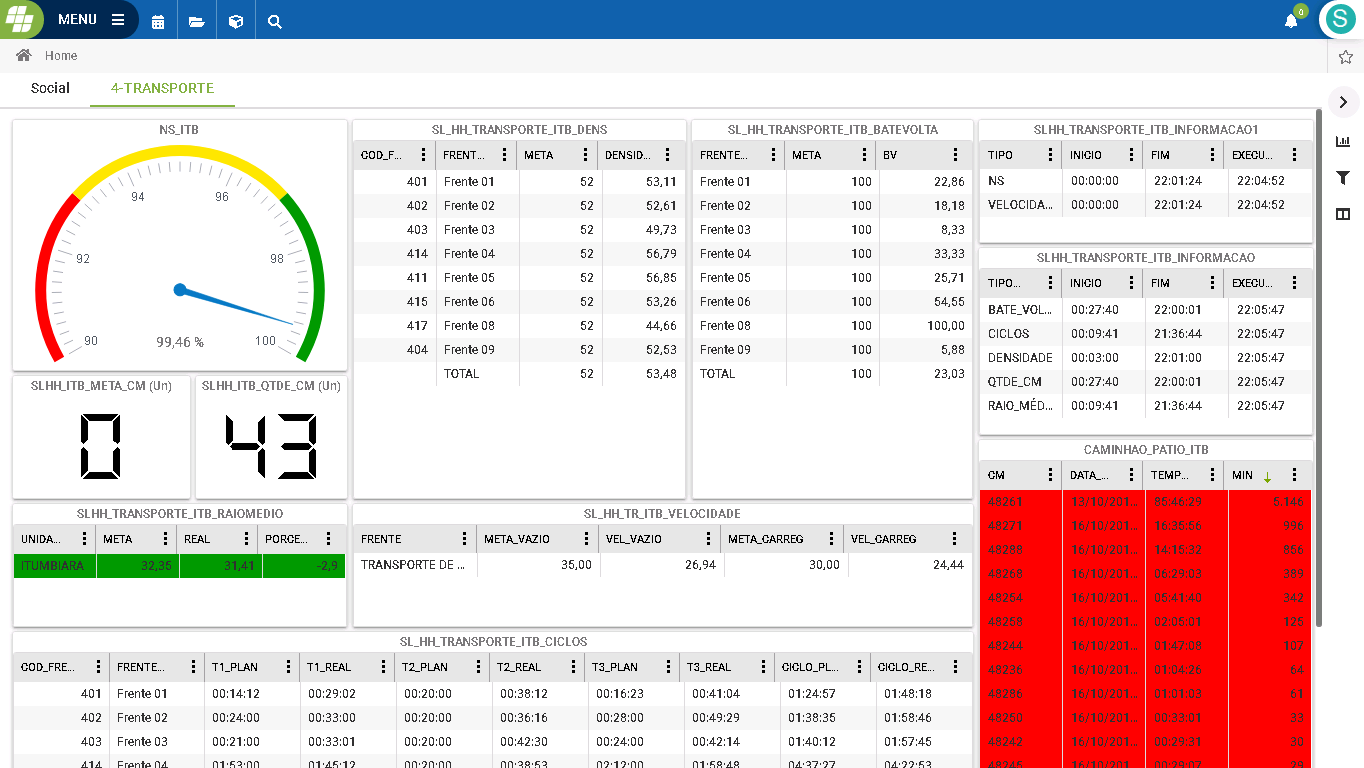 MENU
0
S
Home
Social 4-TRANSPORTE
NS_ITB
94 96
92 98
90 100
99,46 %
SLHH_ITB_META_CM (Un)
0
SLHH_ITB_QTDE_CM (Un)
43
SL_HH_TRANSPORTE_ITB_DENS
COD_F... FRENT... META DENSID...
401 Frente 01 52 53,11
402 Frente 02 52 52,61
403 Frente 03 52 49,73
414 Frente 04 52 56,79
411 Frente 05 52 56,85
415 Frente 06 52 53,26
417 Frente 08 52 44,66
404 Frente 09 52 52,53
TOTAL 52 53,48
SL_HH_TRANSPORTE_ITB_BATEVOLTA
FRENTE... META BV
Frente 01 100 22,86
Frente 02 100 18,18
Frente 03 100 8,33
Frente 04 100 33,33
Frente 05 100 25,71
Frente 06 100 54,55
Frente 08 100 100,00
Frente 09 100 5,88
TOTAL 100 23,03
SLHH_TRANSPORTE_ITB_INFORMACAO1
TIPO INICIO FIM EXECU...
NS 00:00:00 22:01:24 22:04:52
VELOCIDA... 00:00:00 22:01:24 22:04:52
SLHH_TRANSPORTE_ITB_INFORMACAO
TIPO... INICIO FIM EXECU...
BATE_VOL... 00:27:40 22:00:01 22:05:47
CICLOS 00:09:41 21:36:44 22:05:47
DENSIDADE 00:03:00 22:01:00 22:05:47
QTDE_CM 00:27:40 22:00:01 22:05:47
RAIO_MÉD... 00:09:41 21:36:44 22:05:47
SLHH_TRANSPORTE_ITB_RAIOMEDIO
UNIDA... META REAL PORCE...
ITUMBIARA 32,35 31,41 -2,9
SL_HH_TR_ITB_VELOCIDADE
FRENTE META_VAZIO VEL_VAZIO META_CARREG VEL_CARREG
TRANSPORTE DE ... 35,00 26,94 30,00 24,44
CAMINHAO_PATIO_ITB
CM DATA_... TEMP... MIN
48261 13/10/201... 85:45:29 5.146
48271 16/10/201... 16:35:56 996
48288 16/10/201... 14:15:32 856
48268 16/10/201... 06:29:03 389
48254 16/10/201... 05:41:40 342
48258 16/10/201... 02:05:01 125
48244 16/10/201... 01:47:08 107
48236 16/10/201... 01:04:26 64
48286 16/10/201... 01:01:03 61
48250 16/10/201... 00:33:01 33
48242 16/10/201... 00:29:31 30
48245 16/10/201... 00:29:07 29
SL_HH_TRANSPORTE_ITB_CICLOS
COD_FRE... FRENTE... T1_PLAN T1_REAL T2_PLAN T2_REAL T3_PLAN T3_REAL CICLO_PL... CICLO_RE...
401 Frente 01 00:14:12 00:29:02 00:20:00 00:38:12 00:16:23 00:41:04 01:24:57 01:48:18
402 Frente 02 00:24:00 00:33:00 00:20:00 00:36:16 00:28:00 00:49:29 01:38:35 01:58:46
403 Frente 03 00:21:00 00:33:01 00:20:00 00:42:30 00:24:00 00:42:14 01:40:12 01:57:45
414 Frente 04 01:53:00 01:45:12 00:20:00 00:38:53 02:12:00 01:58:48 04:37:27 04:22:53